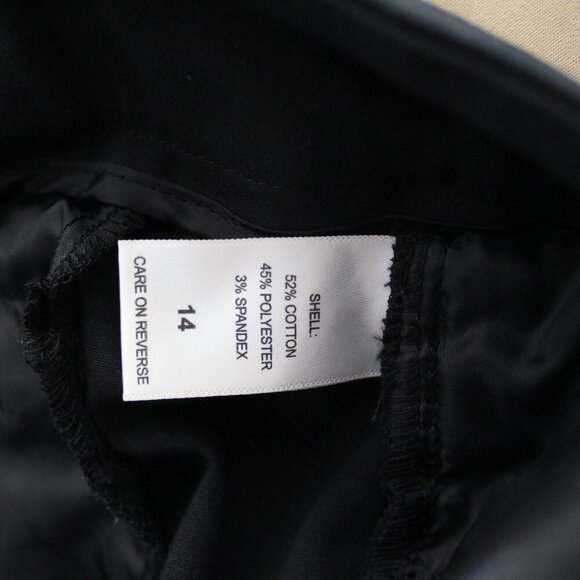 SHELL:
52% COTTON
45% POLYESTER
3% SPANDEX
14
CARE ON REVERSE